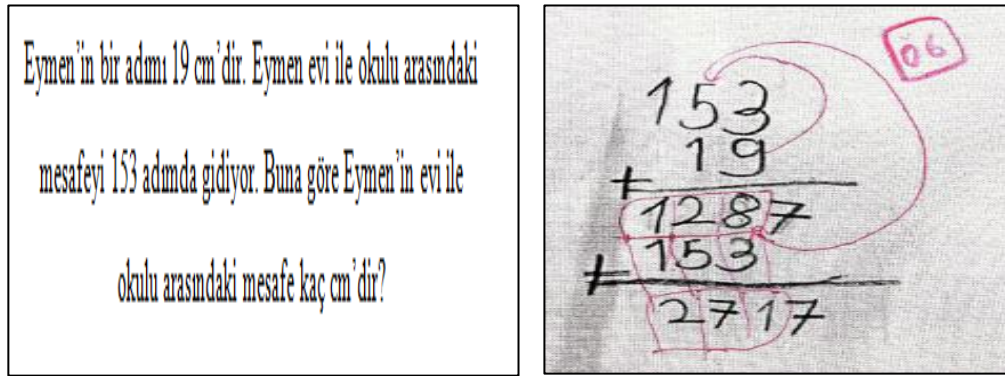 Eymen'in bir adımı 19 cm'dir. Eymen evi ile okulu arasındaki
mesafeyi 153 adımda gidiyor. Buna göre Eymen'in evi ile
okulu arasındaki mesafe kaç cm'dir?
Ö6
153
19
+
1287
153
+
2717